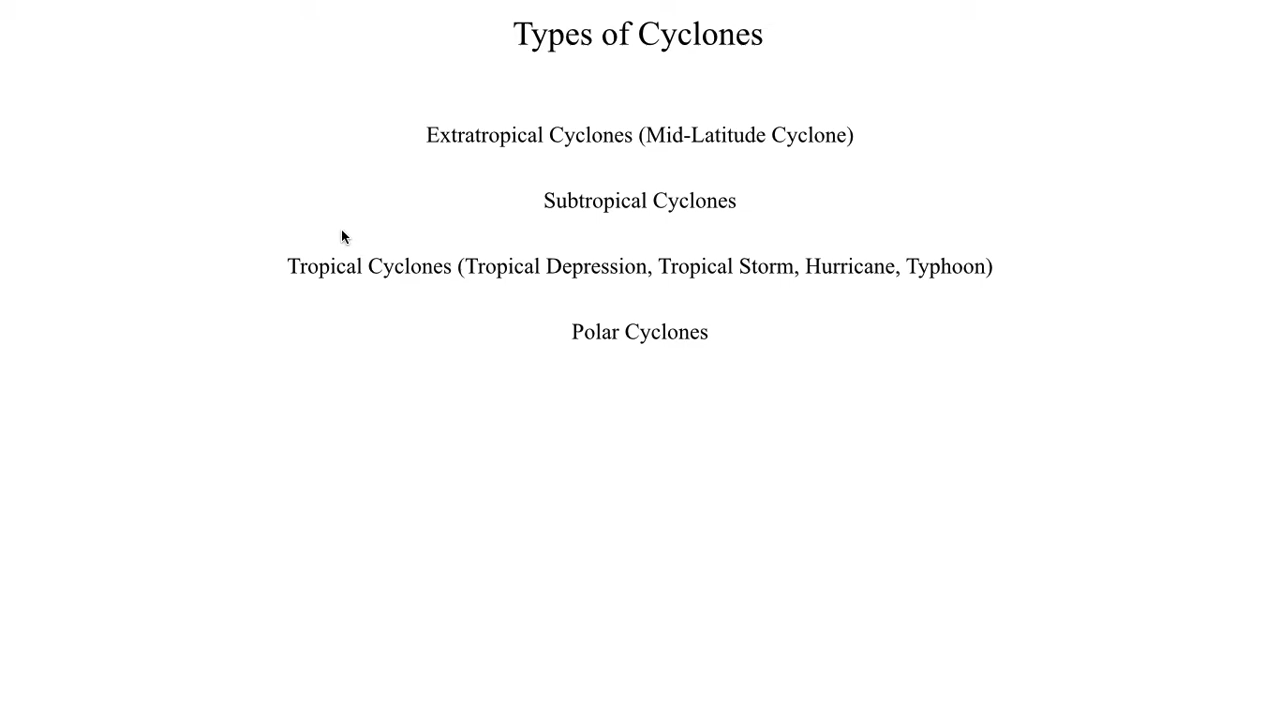 Types of Cyclones
Extratropical Cyclones (Mid-Latitude Cyclone)
Subtropical Cyclones
Tropical Cyclones (Tropical Depression, Tropical Storm, Hurricane, Typhoon)
Polar Cyclones